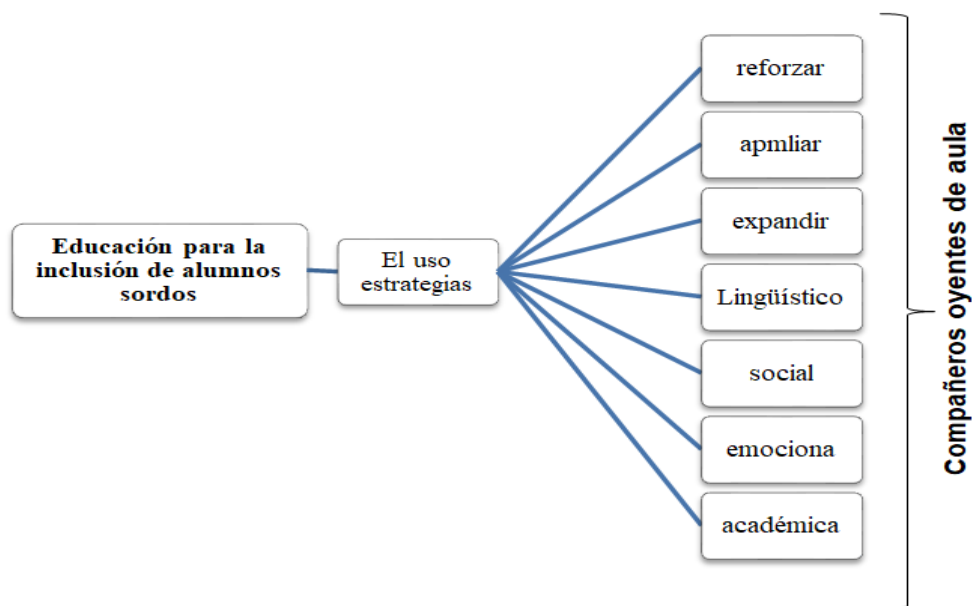 Educación para la
inclusión de alumnos
sordos
El uso
estrategias
reforzar
apmliar
expandir
Lingüístico
social
emociona
académica
Compañeros oyentes de aula